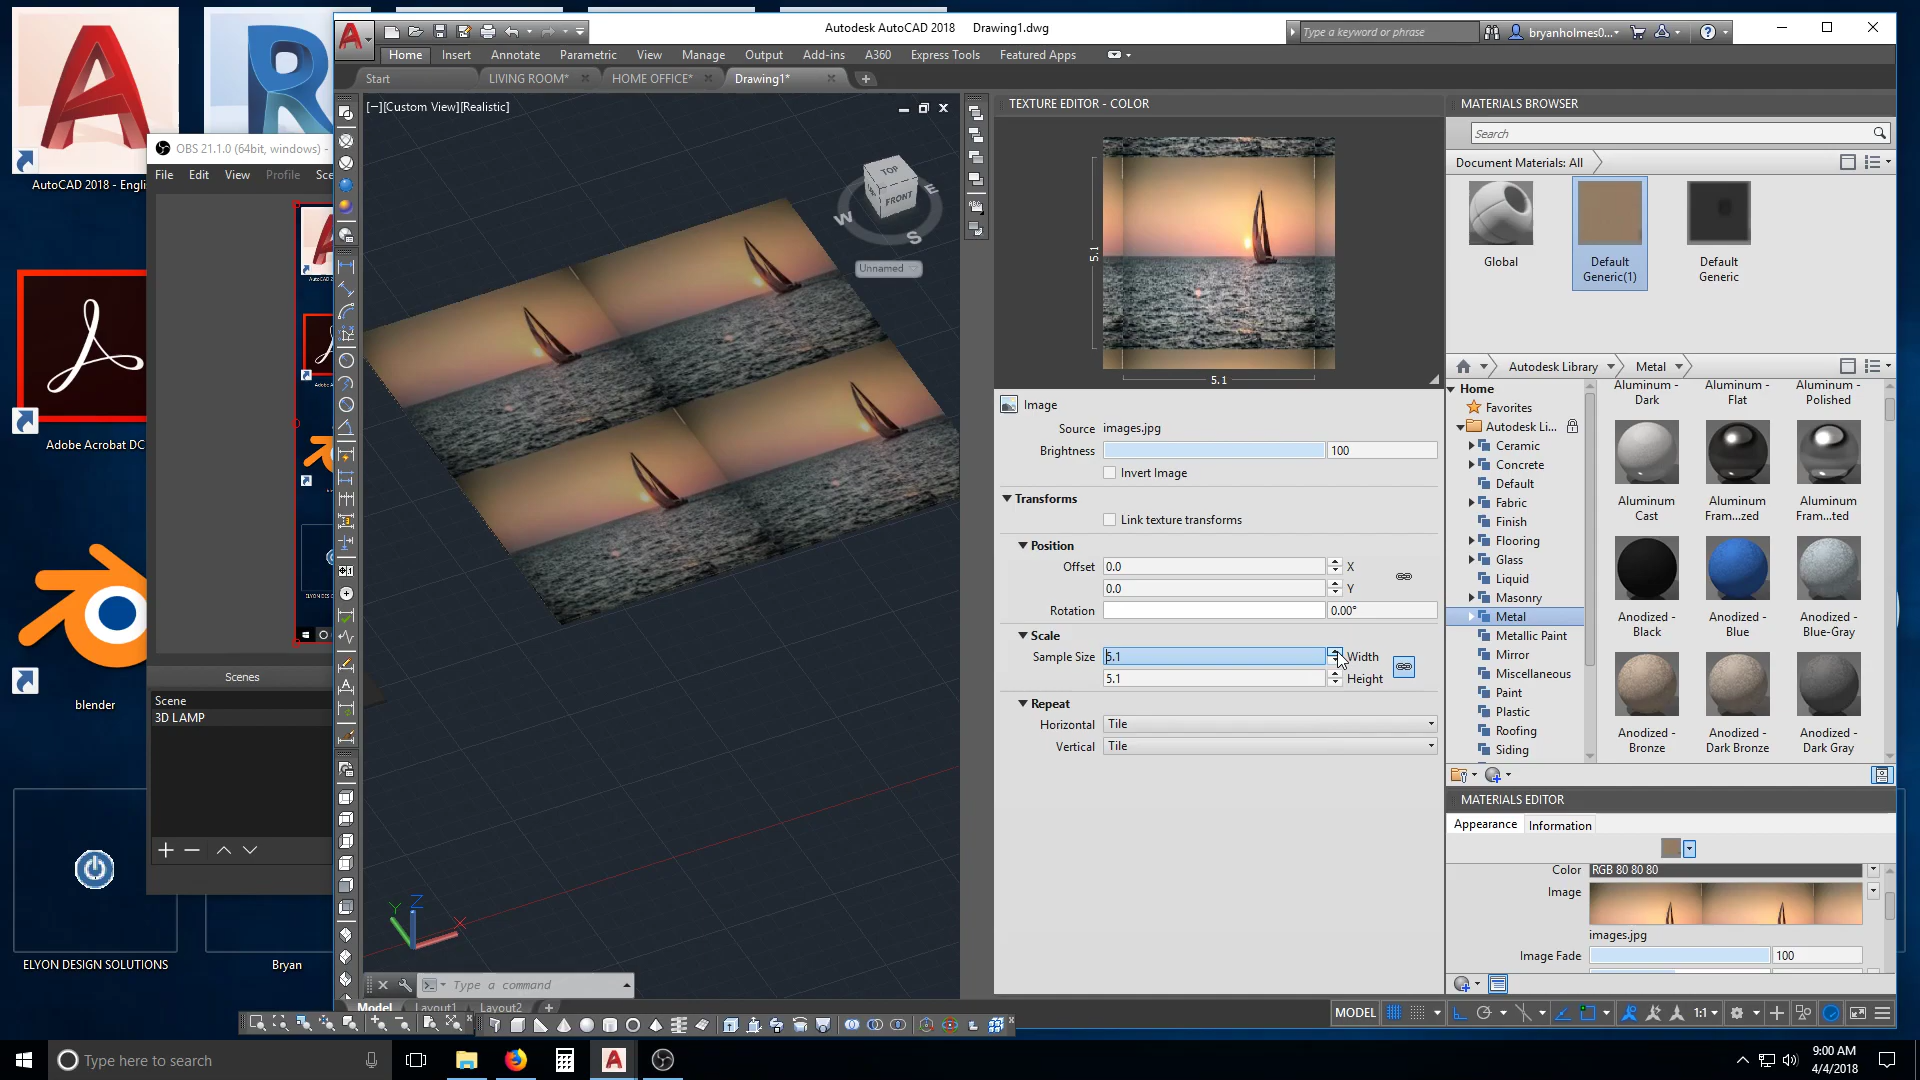 Autodesk AutoCAD 2018 Drawing1.dwg
Type a keyword or phrase
bryanholmes0...
Home Insert Annotate Parametric View Manage Output Add-ins A360 Express Tools Featured Apps
Start LIVING ROOM* HOME OFFICE* Drawing1*
[−][Custom View][Realistic]
TOP
FRONT
W
S
E
Unnamed
AutoCAD 2018 - Engli
OBS 21.1.0 (64bit, windows) -
File Edit View Profile Sce
Adobe Acrobat DC
blender
ELYON DESIGN SOLUTIONS
Bryan
Scenes
Scene
3D LAMP
TEXTURE EDITOR - COLOR
5.1
5.1
Image
Source images.jpg
Brightness 100
Invert Image
Transforms
Link texture transforms
Position
Offset 0.0 X
0.0 Y
Rotation 0.00°
Scale
Sample Size 5.1 Width
5.1 Height
Repeat
Horizontal Tile
Vertical Tile
MATERIALS BROWSER
Search
Document Materials: All
Global
Default Generic(1)
Default Generic
Autodesk Library Metal
Home
Favorites
Autodesk Li...
Ceramic
Concrete
Default
Fabric
Finish
Flooring
Glass
Liquid
Masonry
Metal
Metallic Paint
Mirror
Miscellaneous
Paint
Plastic
Roofing
Siding
Aluminum - Dark
Aluminum - Flat
Aluminum - Polished
Aluminum Cast
Aluminum Fram...zed
Aluminum Fram...ted
Anodized - Black
Anodized - Blue
Anodized - Blue-Gray
Anodized - Bronze
Anodized - Dark Bronze
Anodized - Dark Gray
MATERIALS EDITOR
Appearance Information
Color RGB 80 80 80
Image
images.jpg
Image Fade 100
Y Z X
Type a command
Model Layout1 Layout2
MODEL
1:1
Type here to search
9:00 AM
4/4/2018